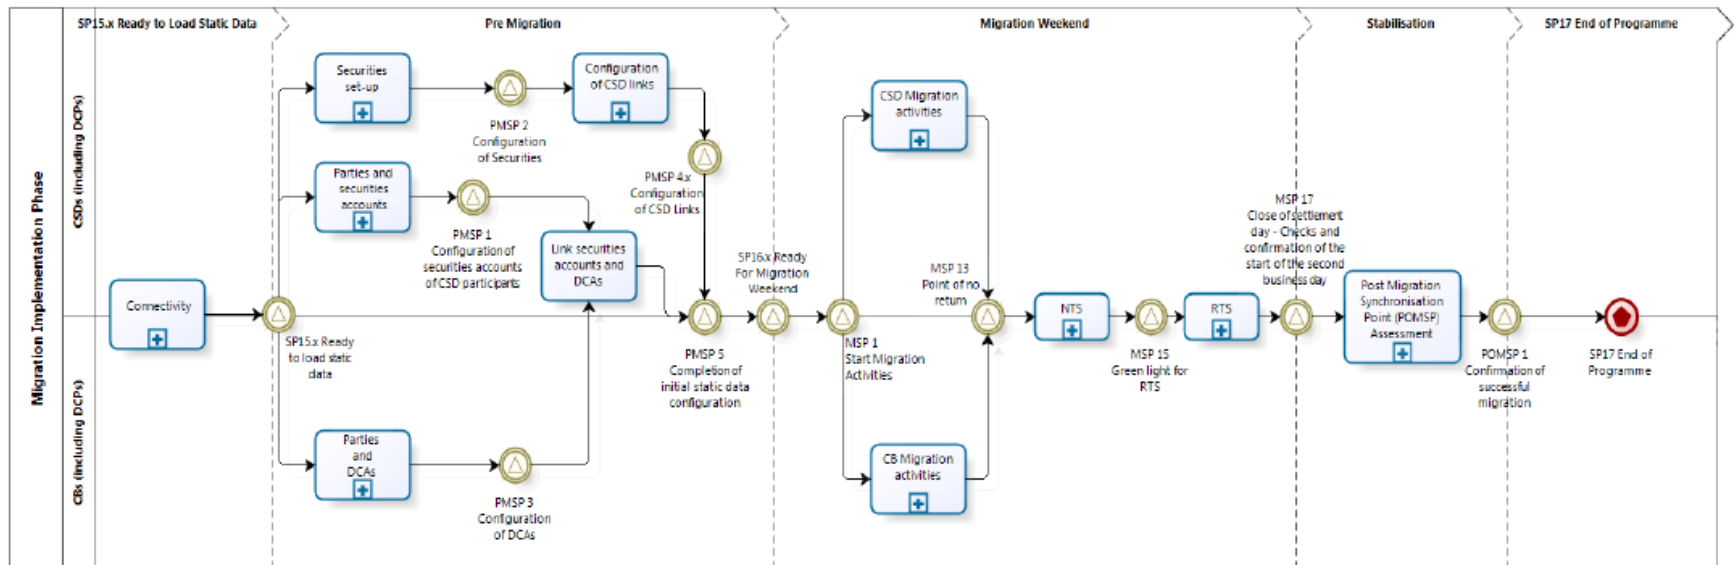 SP15.x Ready to Load Static Data
Pre Migration
Migration Weekend
Stabilisation
SP17 End of Programme
Migration Implementation Phase
CSDs (including DCPs)
CBs (including DCPs)
Securities
set-up
PMSP 2
Configuration
of Securities
Configuration
of CSD links
PMSP 4.x
Configuration
of CSD Links
Parties and
securities
accounts
PMSP 1
Configuration of
securities accounts
of CSD participants
Link securities
accounts and
DCAs
Connectivity
SP15.x Ready
to load static
data
Parties
and
DCAs
PMSP 3
Configuration
of DCAs
PMSP 5
Completion of
initial static data
configuration
SP16.x Ready
For Migration
Weekend
MSP 1
Start Migration
Activities
CSD Migration
activities
CB Migration
activities
MSP 13
Point of no
return
NTS
MSP 15
Green light for
RTS
RTS
MSP 17
Close of settlement
day - Checks and
confirmation of the
start of the second
business day
Post Migration
Synchronisation
Point (POMSP)
Assessment
POMSP 1
Confirmation of
successful
migration
SP17 End of
Programme